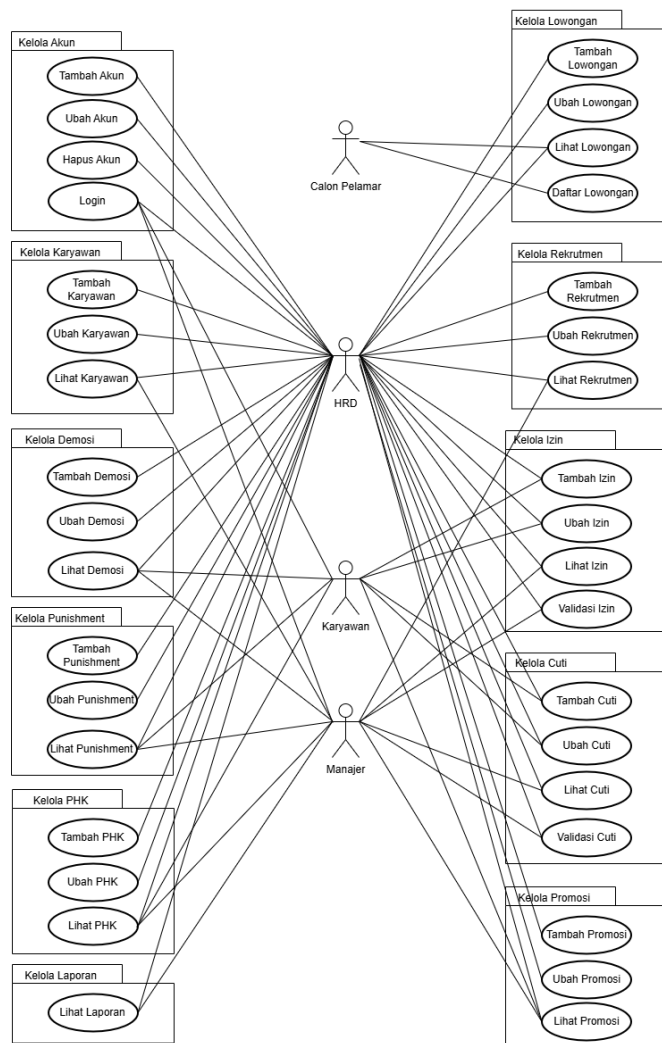 Kelola Akun
Tambah Akun
Ubah Akun
Hapus Akun
Login
Kelola Karyawan
Tambah
Karyawan
Ubah Karyawan
Lihat Karyawan
Kelola Demosi
Tambah Demosi
Ubah Demosi
Lihat Demosi
Kelola Punishment
Tambah
Punishment
Ubah Punishment
Lihat Punishment
Kelola PHK
Tambah PHK
Ubah PHK
Lihat PHK
Kelola Laporan
Lihat Laporan
Calon Pelamar
HRD
Karyawan
Manajer
Kelola Lowongan
Tambah
Lowongan
Ubah Lowongan
Lihat Lowongan
Daftar Lowongan
Kelola Rekrutmen
Tambah
Rekrutmen
Ubah Rekrutmen
Lihat Rekrutmen
Kelola Izin
Tambah Izin
Ubah Izin
Lihat Izin
Validasi Izin
Kelola Cuti
Tambah Cuti
Ubah Cuti
Lihat Cuti
Validasi Cuti
Kelola Promosi
Tambah Promosi
Ubah Promosi
Lihat Promosi